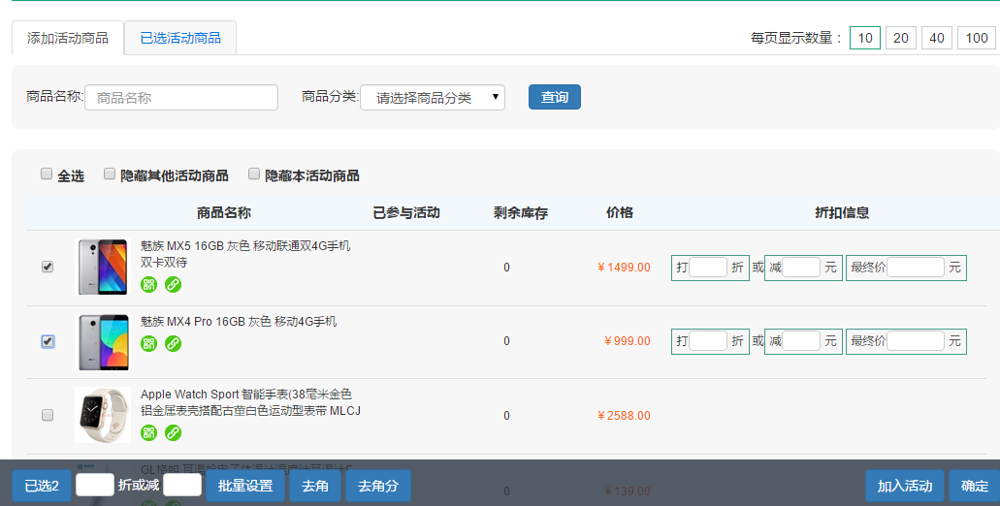 添加活动商品 已选活动商品 每页显示数量： 10 20 40 100
商品名称: 商品名称 商品分类: 请选择商品分类 查询
全选 隐藏其他活动商品 隐藏本活动商品
商品名称 已参与活动 剩余库存 价格 折扣信息
魅族 MX5 16GB 灰色 移动联通双4G手机
双卡双待
0 ￥1499.00 打 折 或 减 元 最终价 元
魅族 MX4 Pro 16GB 灰色 移动4G手机
0 ￥999.00 打 折 或 减 元 最终价 元
Apple Watch Sport 智能手表(38毫米金色
铝金属表壳搭配古董白色运动型表带 MLCJ
0 ￥2588.00
0 ￥139.00
已选2 折或减 批量设置 去角 去角分 加入活动 确定